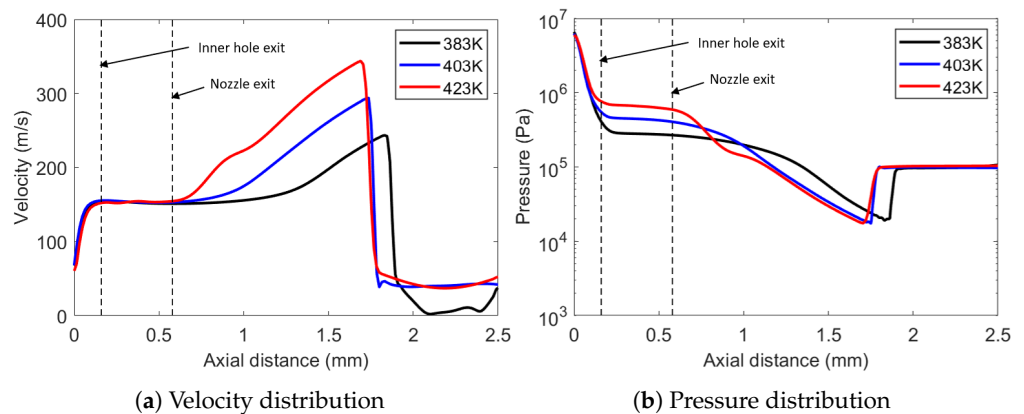 400
300
200
100
0
Velocity (m/s)
0
0.5
1
1.5
2
2.5
Axial distance (mm)
Inner hole exit
Nozzle exit
383K
403K
423K
(a) Velocity distribution
10^7
10^6
10^5
10^4
10^3
Pressure (Pa)
0
0.5
1
1.5
2
2.5
Axial distance (mm)
Inner hole exit
Nozzle exit
383K
403K
423K
(b) Pressure distribution